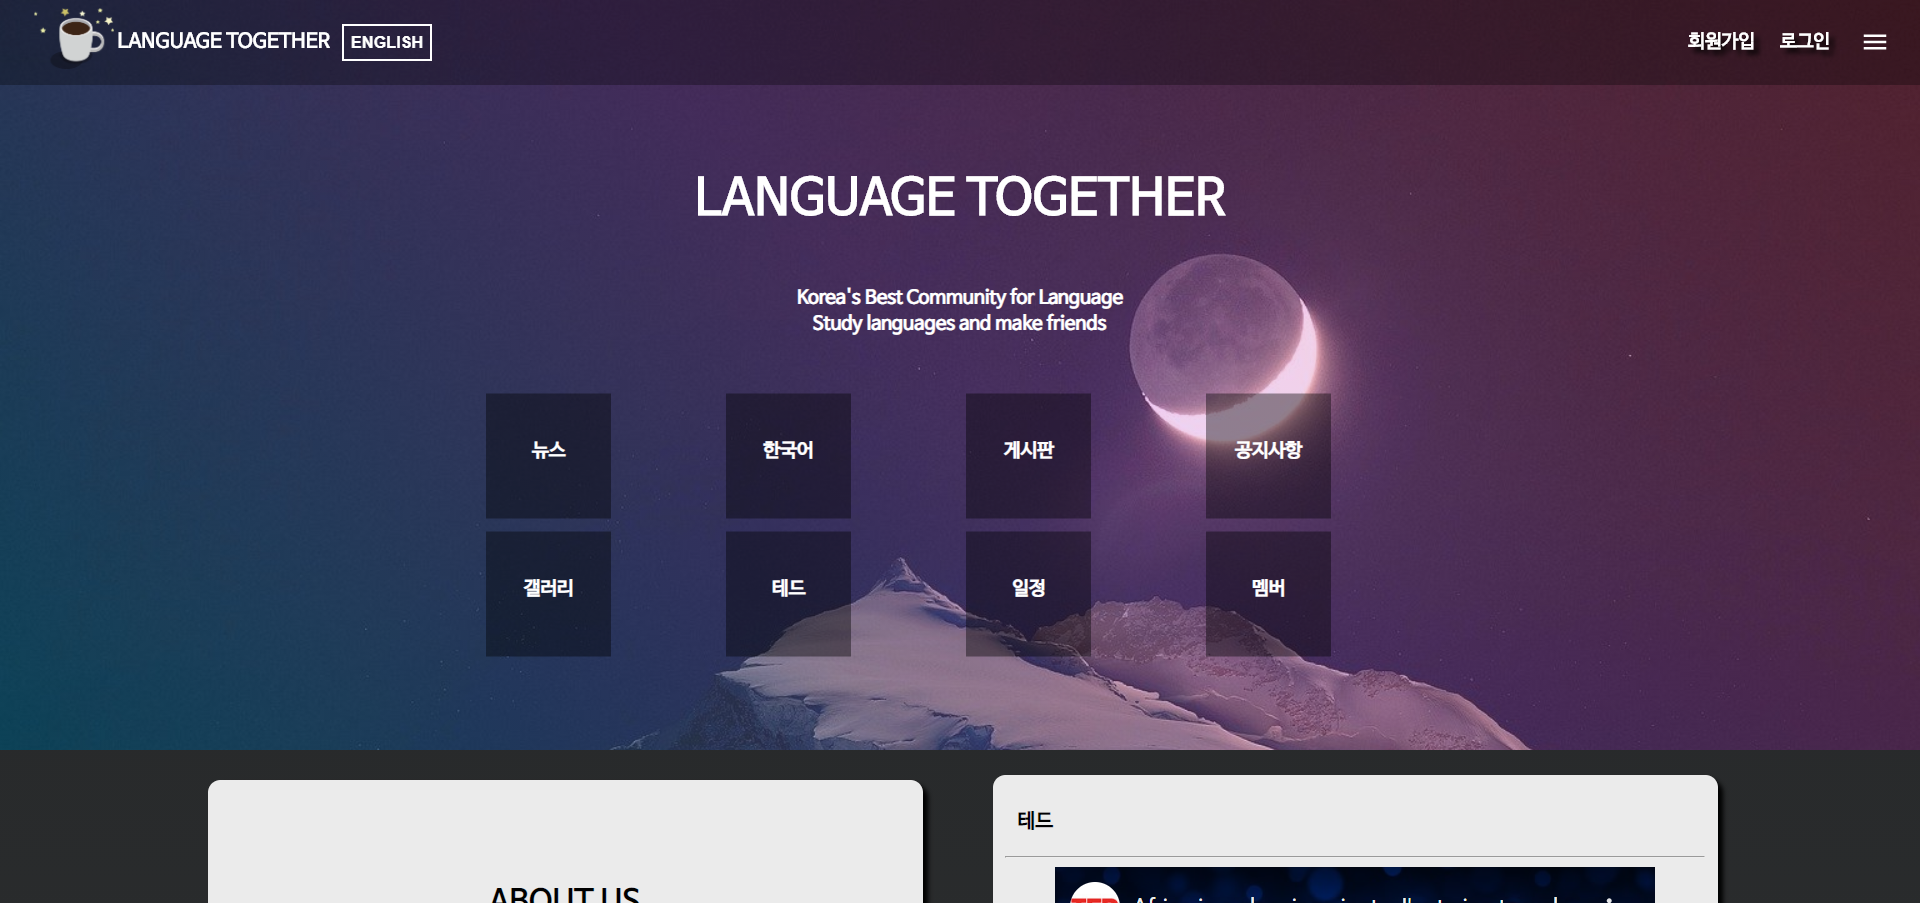 LANGUAGE TOGETHER
ENGLISH
회원가입 로그인
LANGUAGE TOGETHER
Korea's Best Community for Language
Study languages and make friends
뉴스 한국어 게시판 공지사항
갤러리 테드 일정 멤버
ABOUT US
테드